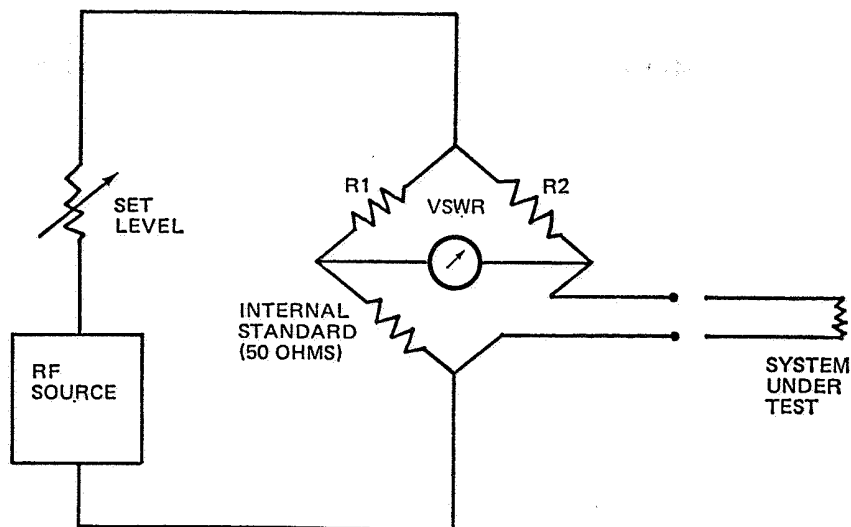 R1
R2
VSWR
SET
LEVEL
INTERNAL
STANDARD
(50 OHMS)
RF
SOURCE
SYSTEM
UNDER
TEST